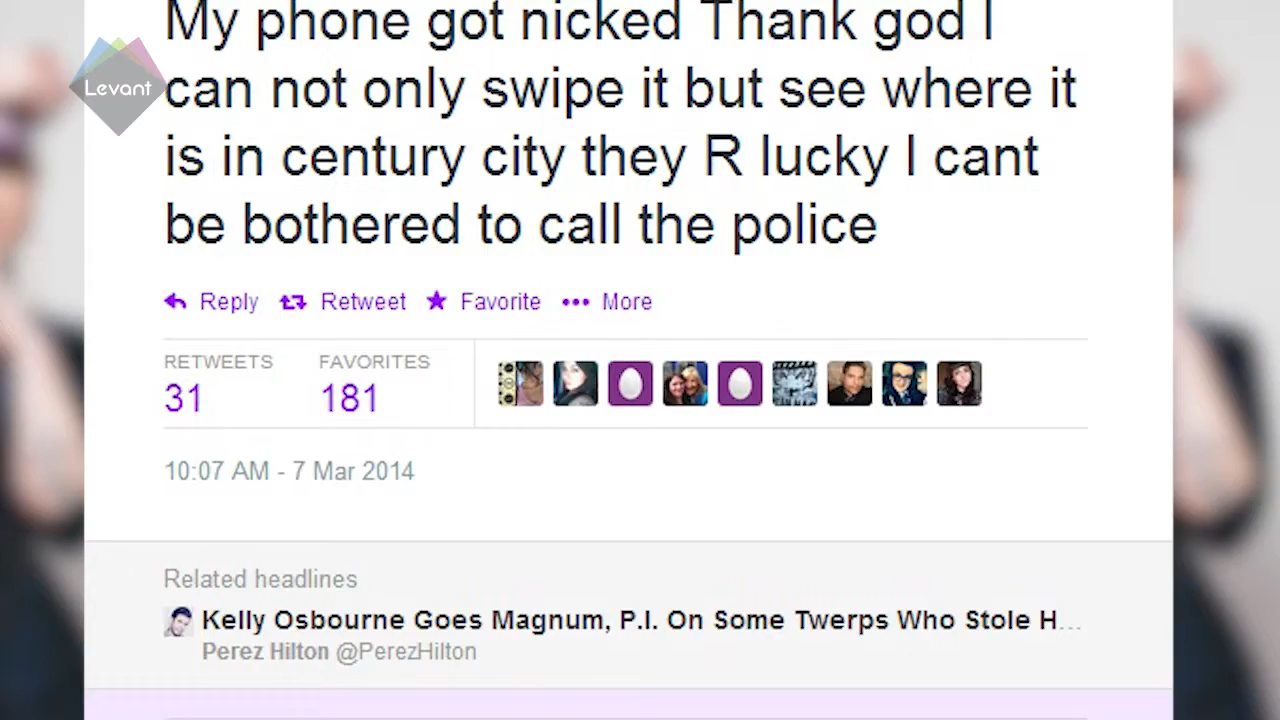 My phone got nicked Thank god I
Levant
can not only swipe it but see where it
is in century city they R lucky I cant
be bothered to call the police
Reply Retweet Favorite More
RETWEETS FAVORITES
31 181
10:07 AM - 7 Mar 2014
Related headlines
Kelly Osbourne Goes Magnum, P.I. On Some Twerps Who Stole H...
Perez Hilton @PerezHilton